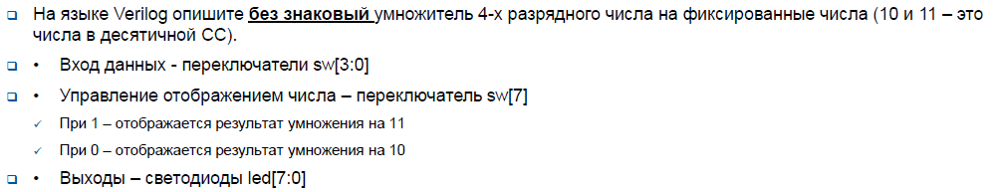 ❑ На языке Verilog опишите без знаковый умножитель 4-х разрядного числа на фиксированные числа (10 и 11 – это
числа в десятичной СС).
❑ • Вход данных - переключатели sw[3:0]
❑ • Управление отображением числа – переключатель sw[7]
✓ При 1 – отображается результат умножения на 11
✓ При 0 – отображается результат умножения на 10
❑ • Выходы – светодиоды led[7:0]